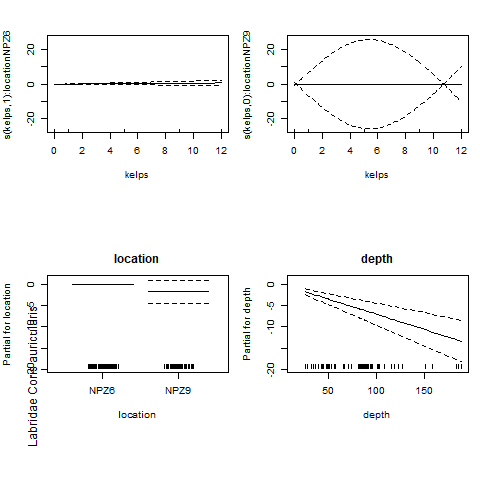 s(kelps,1):locationNPZ6
20
0
-20
0 2 4 6 8 10 12
kelps
s(kelps,0):locationNPZ9
20
0
-20
0 2 4 6 8 10 12
kelps
location
Partial for location
0
-5
-20
NPZ6 NPZ9
location
depth
Partial for depth
0
-5
-10
-20
50 100 150
depth
Labridae Coris auricularis